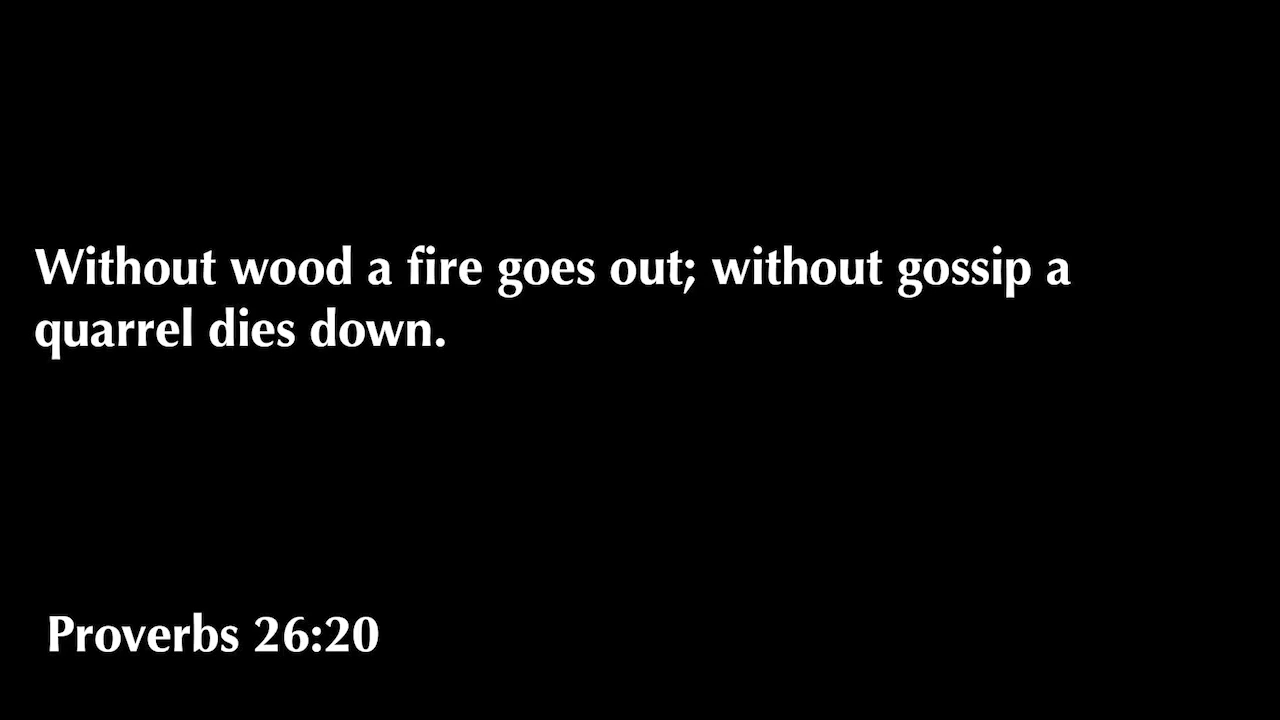 Without wood a fire goes out; without gossip a
quarrel dies down.
Proverbs 26:20